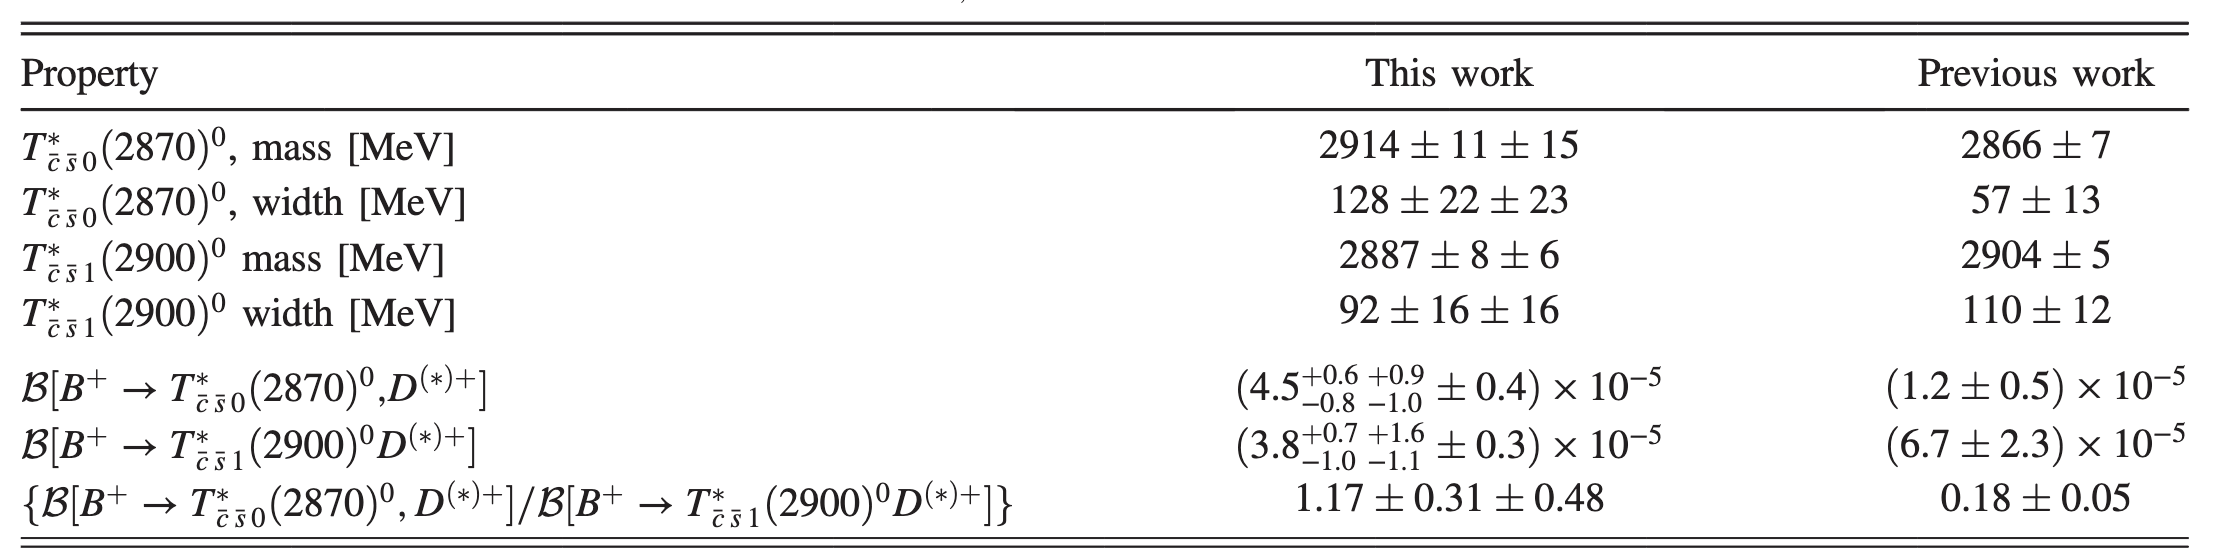 Property This work Previous work
T*c̄s̄0(2870)⁰, mass [MeV] 2914 ± 11 ± 15 2866 ± 7
T*c̄s̄0(2870)⁰, width [MeV] 128 ± 22 ± 23 57 ± 13
T*c̄s̄1(2900)⁰ mass [MeV] 2887 ± 8 ± 6 2904 ± 5
T*c̄s̄1(2900)⁰ width [MeV] 92 ± 16 ± 16 110 ± 12
ℬ[B⁺ → T*c̄s̄0(2870)⁰,D⁽*⁾⁺] (4.5 +0.6 −0.8 +0.9 −1.0 ± 0.4) × 10⁻⁵ (1.2 ± 0.5) × 10⁻⁵
ℬ[B⁺ → T*c̄s̄1(2900)⁰D⁽*⁾⁺] (3.8 +0.7 −1.0 +1.6 −1.1 ± 0.3) × 10⁻⁵ (6.7 ± 2.3) × 10⁻⁵
{ℬ[B⁺ → T*c̄s̄0(2870)⁰, D⁽*⁾⁺]/ℬ[B⁺ → T*c̄s̄1(2900)⁰D⁽*⁾⁺]} 1.17 ± 0.31 ± 0.48 0.18 ± 0.05